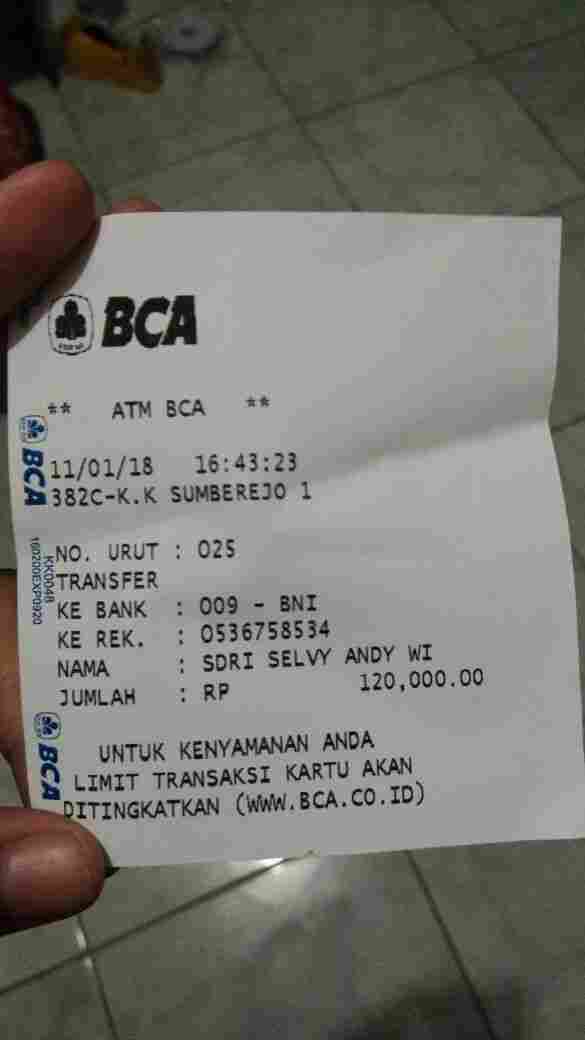 BCA
** ATM BCA **
11/01/18 16:43:23
382C-K.K SUMBEREJO 1
NO. URUT : 025
TRANSFER
KE BANK : 009 - BNI
KE REK. : 0536758534
NAMA : SDRI SELVY ANDY WI
JUMLAH : RP 120,000.00
UNTUK KENYAMANAN ANDA
LIMIT TRANSAKSI KARTU AKAN
DITINGKATKAN (WWW.BCA.CO.ID)
BCA
KK0048
160200EXP0920
BCA